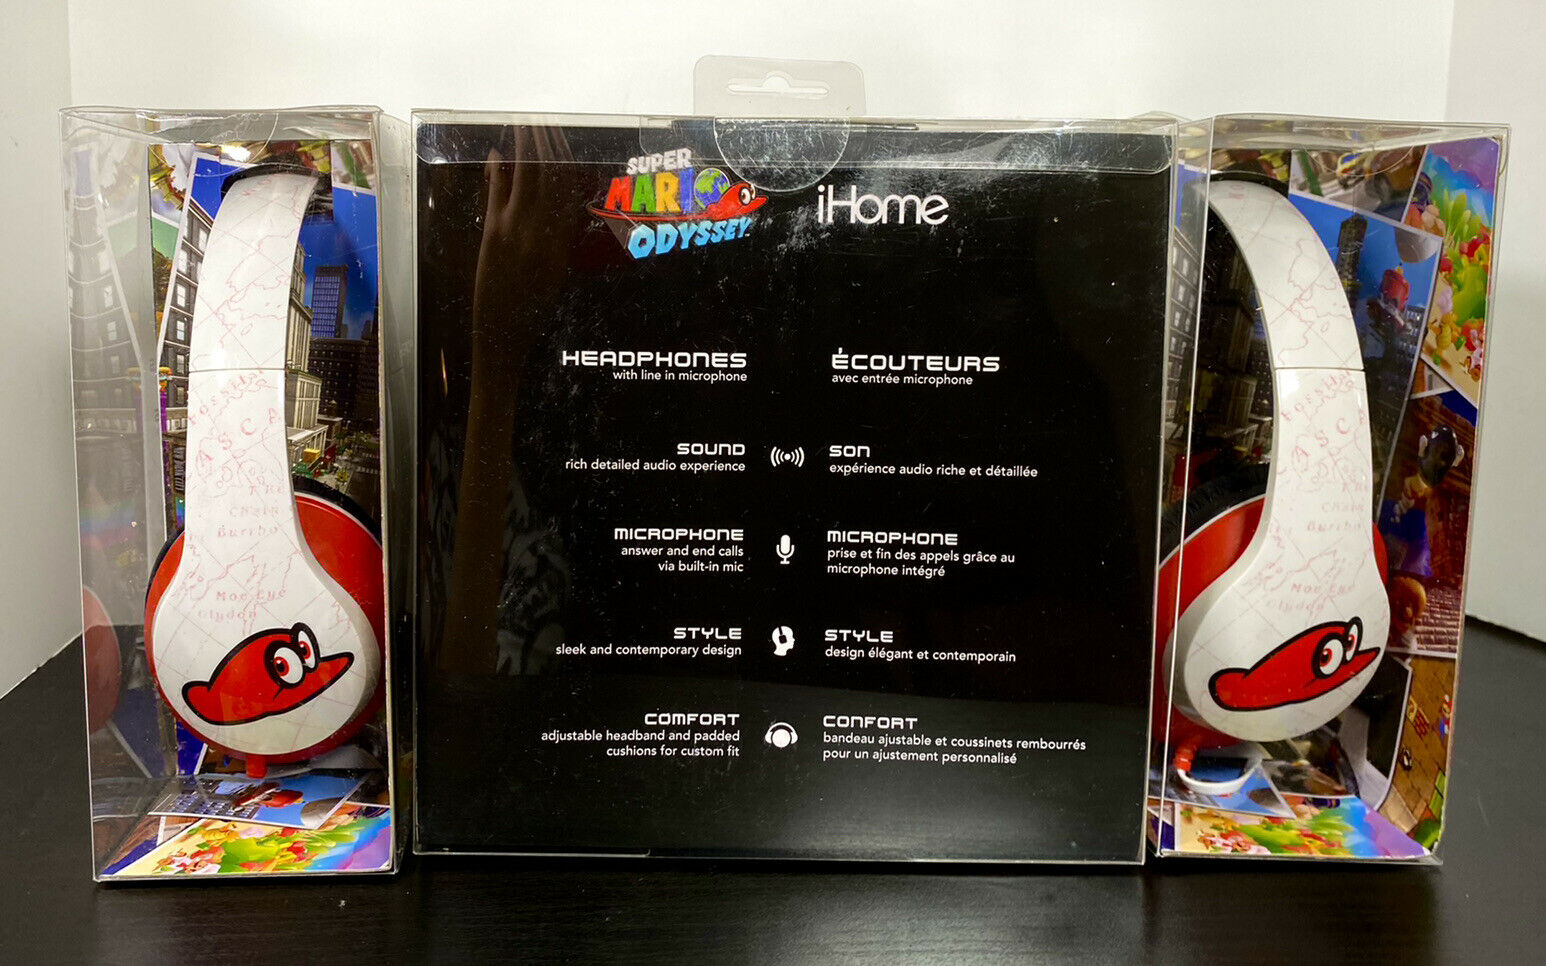 SUPER
MARIO
ODYSSEY
iHome
HEADPHONES
with line in microphone
ÉCOUTEURS
avec entrée microphone
SOUND
rich detailed audio experience
SON
expérience audio riche et détaillée
MICROPHONE
answer and end calls
via built-in mic
MICROPHONE
prise et fin des appels grâce au
microphone intégré
STYLE
sleek and contemporary design
STYLE
design élégant et contemporain
COMFORT
adjustable headband and padded
cushions for custom fit
CONFORT
bandeau ajustable et coussinets rembourrés
pour un ajustement personnalisé